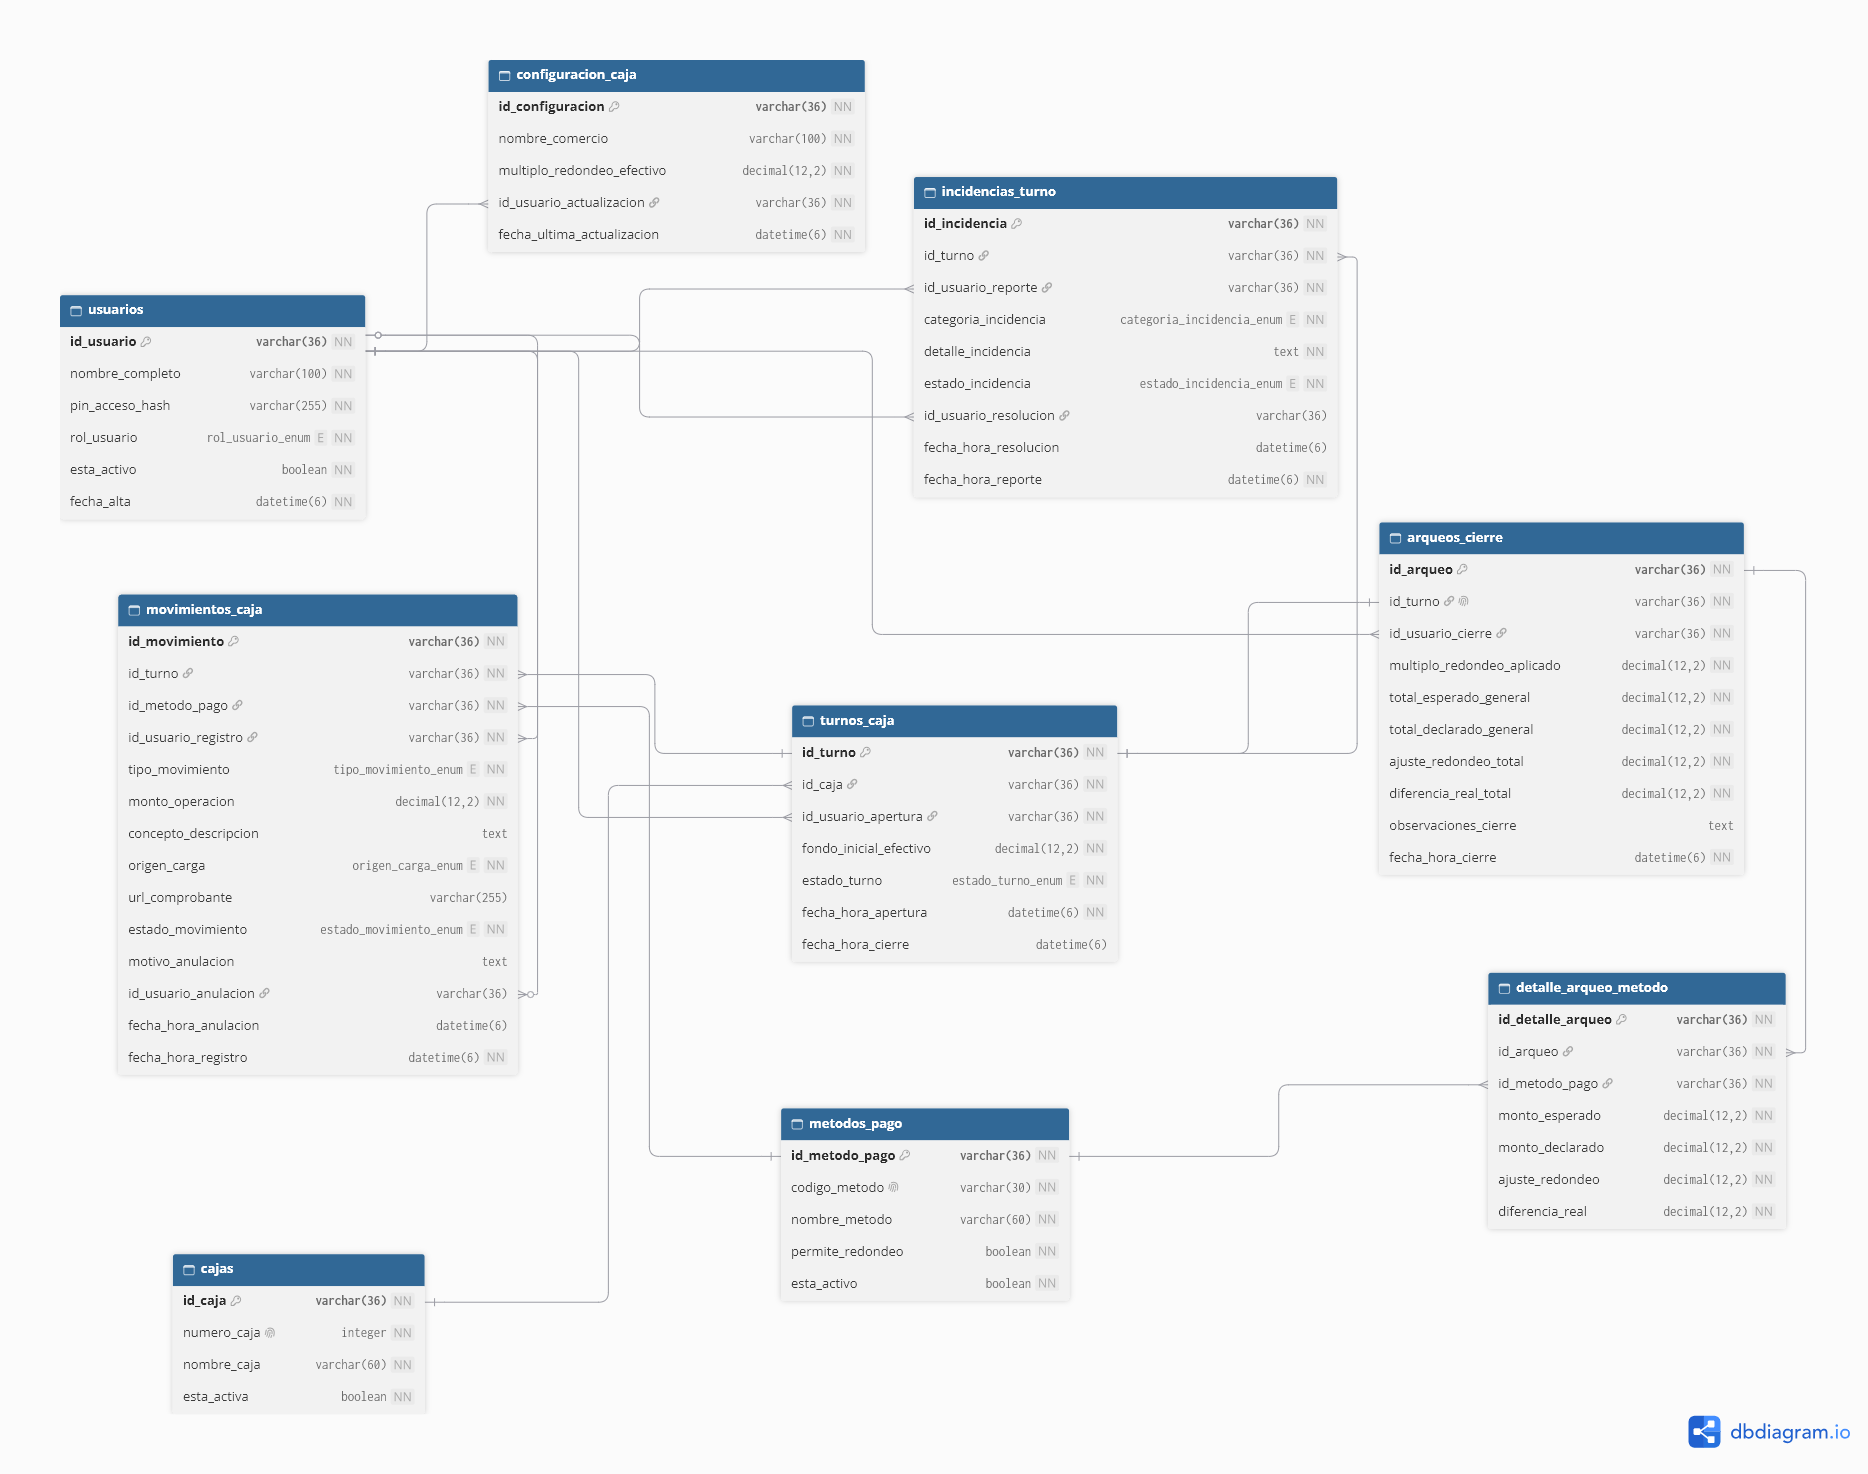 configuracion_caja
id_configuracion varchar(36) NN
nombre_comercio varchar(100) NN
multiplo_redondeo_efectivo decimal(12,2) NN
id_usuario_actualizacion varchar(36) NN
fecha_ultima_actualizacion datetime(6) NN
incidencias_turno
id_incidencia varchar(36) NN
id_turno varchar(36) NN
id_usuario_reporte varchar(36) NN
categoria_incidencia categoria_incidencia_enum E NN
detalle_incidencia text NN
estado_incidencia estado_incidencia_enum E NN
id_usuario_resolucion varchar(36)
fecha_hora_resolucion datetime(6)
fecha_hora_reporte datetime(6) NN
usuarios
id_usuario varchar(36) NN
nombre_completo varchar(100) NN
pin_acceso_hash varchar(255) NN
rol_usuario rol_usuario_enum E NN
esta_activo boolean NN
fecha_alta datetime(6) NN
arqueos_cierre
id_arqueo varchar(36) NN
id_turno varchar(36) NN
id_usuario_cierre varchar(36) NN
multiplo_redondeo_aplicado decimal(12,2) NN
total_esperado_general decimal(12,2) NN
total_declarado_general decimal(12,2) NN
ajuste_redondeo_total decimal(12,2) NN
diferencia_real_total decimal(12,2) NN
observaciones_cierre text
fecha_hora_cierre datetime(6) NN
movimientos_caja
id_movimiento varchar(36) NN
id_turno varchar(36) NN
id_metodo_pago varchar(36) NN
id_usuario_registro varchar(36) NN
tipo_movimiento tipo_movimiento_enum E NN
monto_operacion decimal(12,2) NN
concepto_descripcion text
origen_carga origen_carga_enum E NN
url_comprobante varchar(255)
estado_movimiento estado_movimiento_enum E NN
motivo_anulacion text
id_usuario_anulacion varchar(36)
fecha_hora_anulacion datetime(6)
fecha_hora_registro datetime(6) NN
turnos_caja
id_turno varchar(36) NN
id_caja varchar(36) NN
id_usuario_apertura varchar(36) NN
fondo_inicial_efectivo decimal(12,2) NN
estado_turno estado_turno_enum E NN
fecha_hora_apertura datetime(6) NN
fecha_hora_cierre datetime(6)
detalle_arqueo_metodo
id_detalle_arqueo varchar(36) NN
id_arqueo varchar(36) NN
id_metodo_pago varchar(36) NN
monto_esperado decimal(12,2) NN
monto_declarado decimal(12,2) NN
ajuste_redondeo decimal(12,2) NN
diferencia_real decimal(12,2) NN
metodos_pago
id_metodo_pago varchar(36) NN
codigo_metodo varchar(30) NN
nombre_metodo varchar(60) NN
permite_redondeo boolean NN
esta_activo boolean NN
cajas
id_caja varchar(36) NN
numero_caja integer NN
nombre_caja varchar(60) NN
esta_activa boolean NN
dbdiagram.io